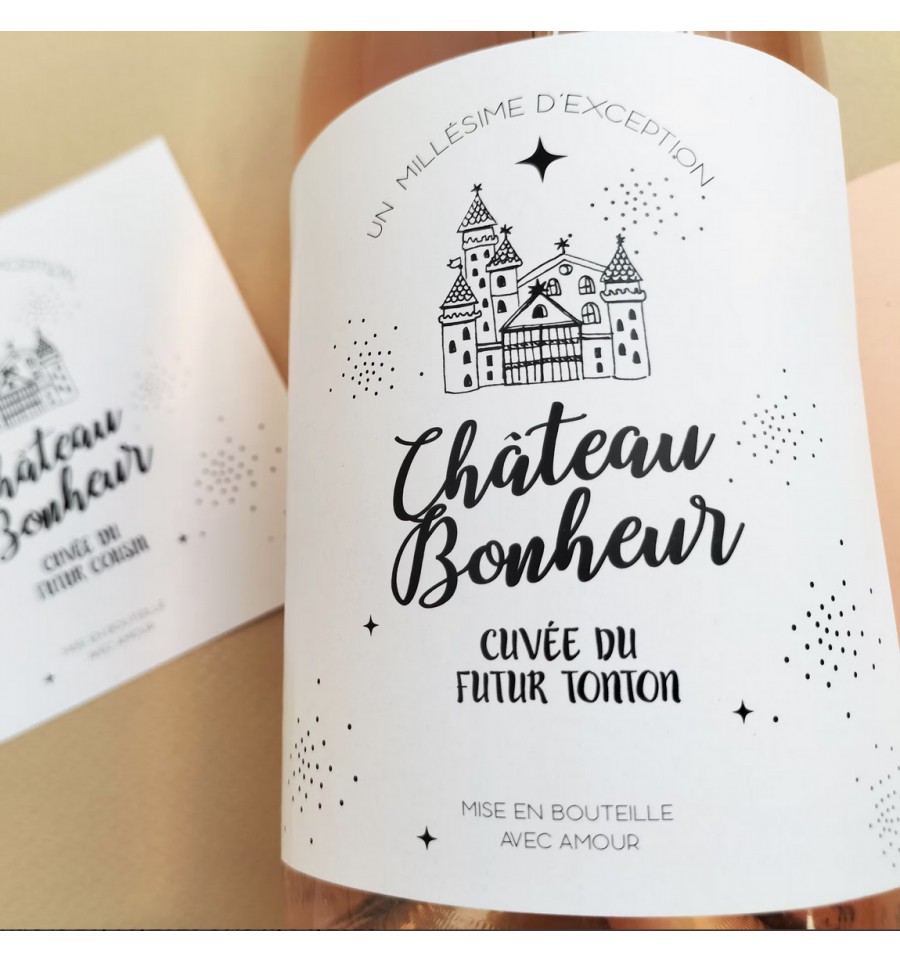 UN MILLÉSIME D'EXCEPTION
Château
Bonheur
CUVÉE DU
FUTUR TONTON
MISE EN BOUTEILLE
AVEC AMOUR
CEPTION
hâteau
Bonheur
CUVÉE DU
FUTUR COUSIN
MISE EN BOUTEILLE
AVEC AMOUR